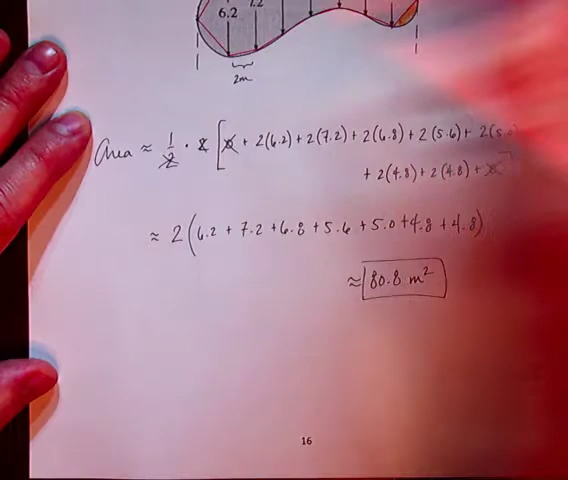 6.2 7.2
2m
Area ≈ 1/2 · 2 [0 + 2(6.2) + 2(7.2) + 2(6.8) + 2(5.6) + 2(5.0)
+ 2(4.8) + 2(4.8) + 0]
≈ 2(6.2 + 7.2 + 6.8 + 5.6 + 5.0 + 4.8 + 4.8)
≈ 80.8 m²
16